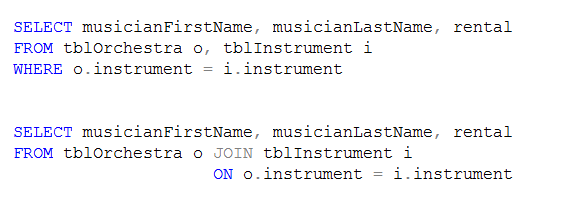 SELECT musicianFirstName, musicianLastName, rental
FROM tblOrchestra o, tblInstrument i
WHERE o.instrument = i.instrument
SELECT musicianFirstName, musicianLastName, rental
FROM tblOrchestra o JOIN tblInstrument i
ON o.instrument = i.instrument